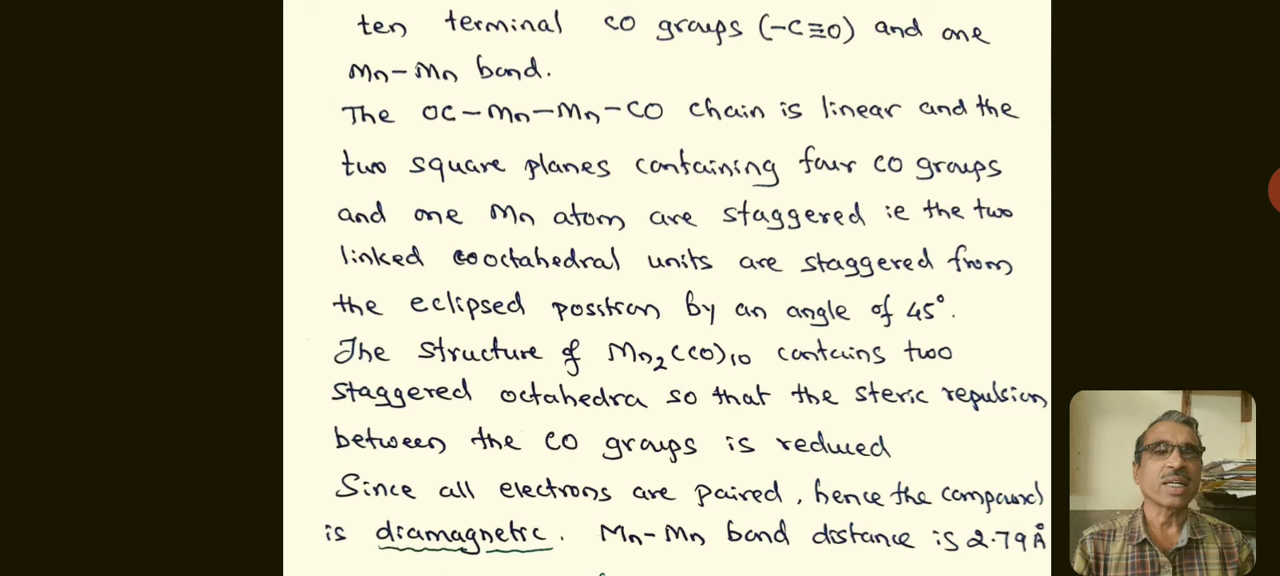 ten terminal co groups (-C≡O) and one
Mn-Mn bond.
The OC-Mn-Mn-CO chain is linear and the
two square planes containing four co groups
and one Mn atom are staggered ie the two
linked octahedral units are staggered from
the eclipsed position by an angle of 45°.
The structure of Mn₂(CO)₁₀ contains two
staggered octahedra so that the steric repulsion
between the CO groups is reduced
Since all electrons are paired, hence the compound
is diamagnetic. Mn-Mn bond distance is 2.79Å